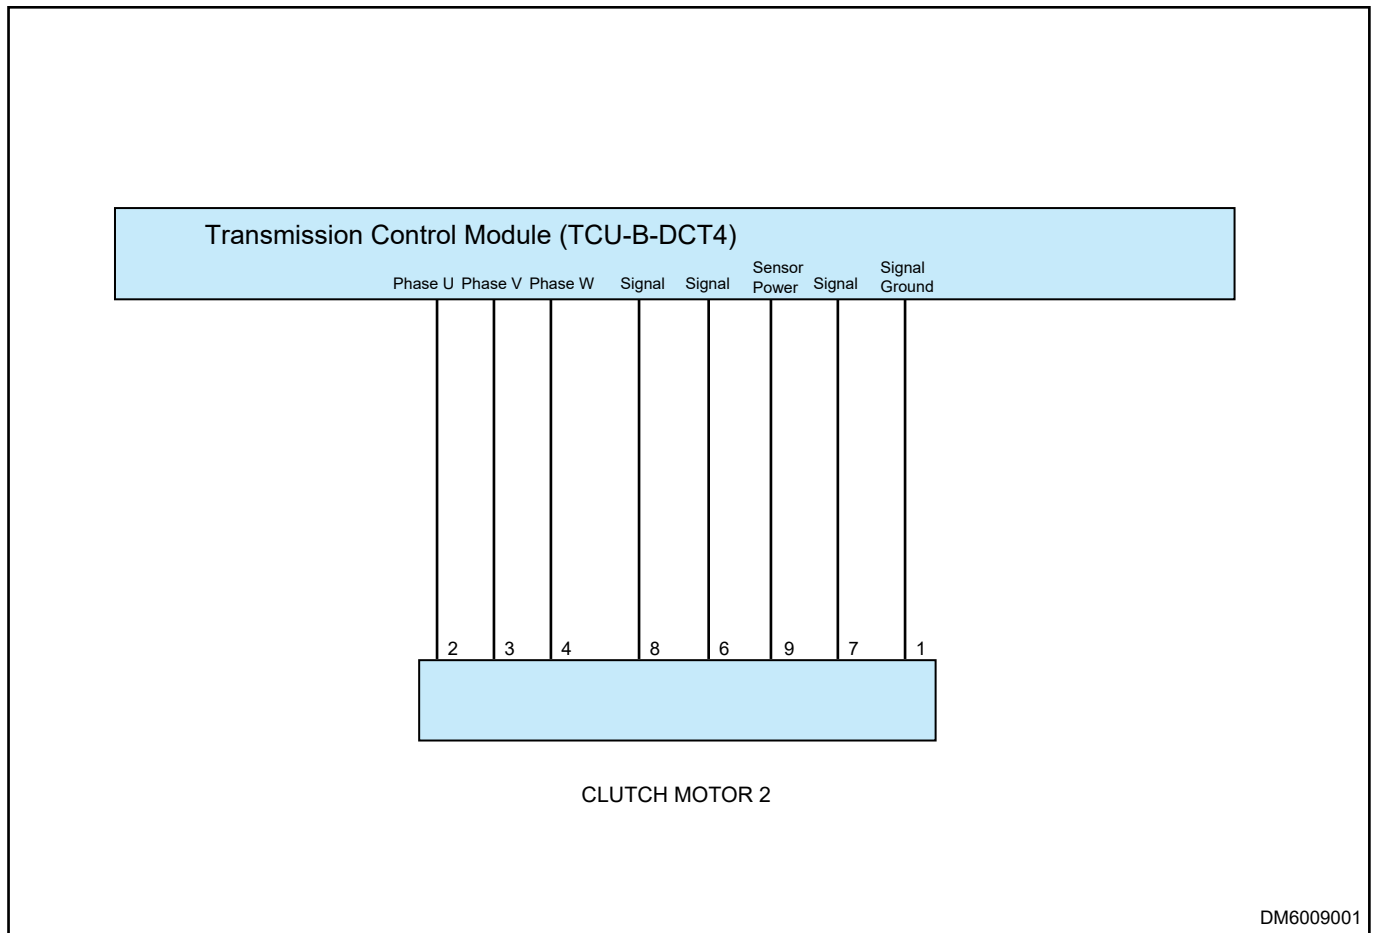 Transmission Control Module (TCU-B-DCT4)
Phase U Phase V Phase W Signal Signal Sensor Power Signal Signal Ground
2 3 4 8 6 9 7 1
CLUTCH MOTOR 2
DM6009001